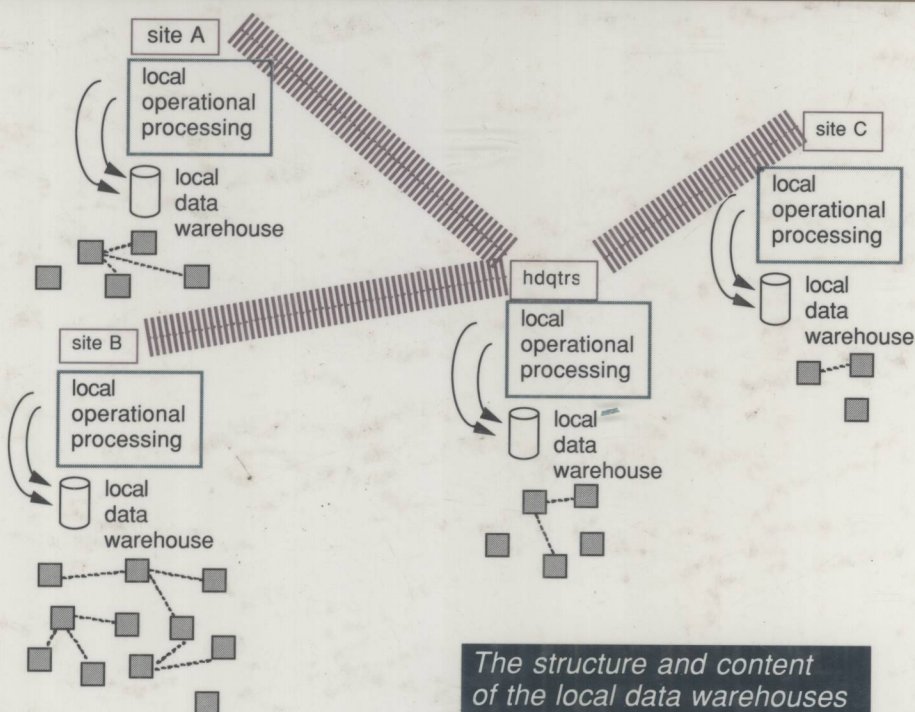 site A
local
operational
processing
local
data
warehouse
site C
local
operational
processing
local
data
warehouse
hdqtrs
local
operational
processing
local
data
warehouse
site B
local
operational
processing
local
data
warehouse
The structure and content
of the local data warehouses